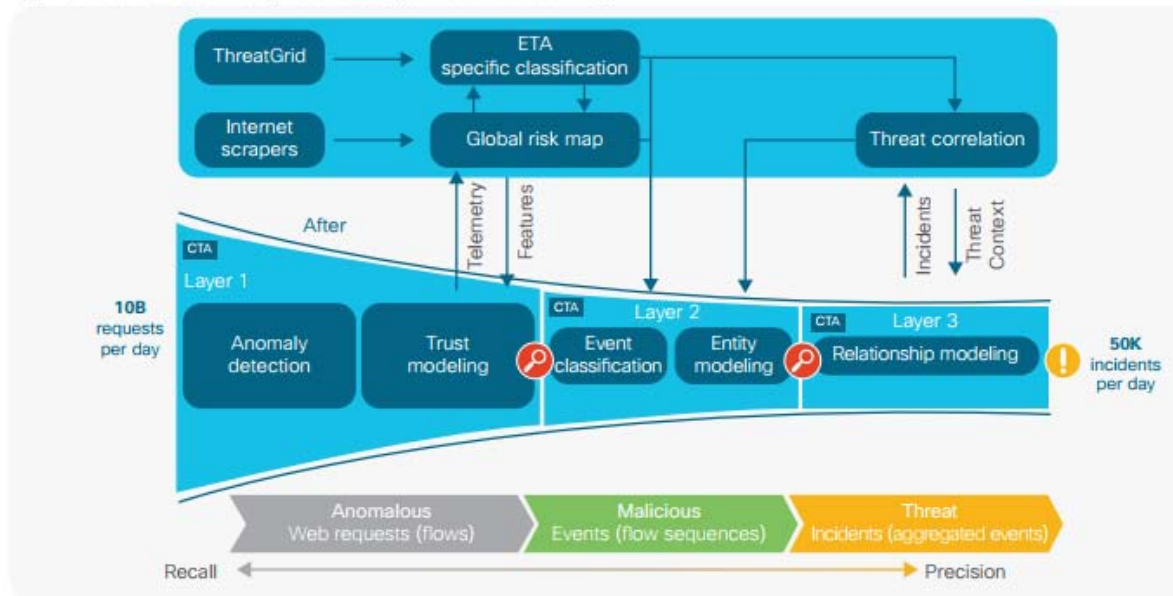 ThreatGrid
ETA
specific classification
Internet
scrapers
Global risk map
Threat correlation
After
Telemetry
Features
Incidents
Threat
Context
CTA
Layer 1
10B
requests
per day
Anomaly
detection
Trust
modeling
CTA
Layer 2
Event
classification
Entity
modeling
CTA
Layer 3
Relationship modeling
50K
incidents
per day
Anomalous
Web requests (flows)
Malicious
Events (flow sequences)
Threat
Incidents (aggregated events)
Recall
Precision